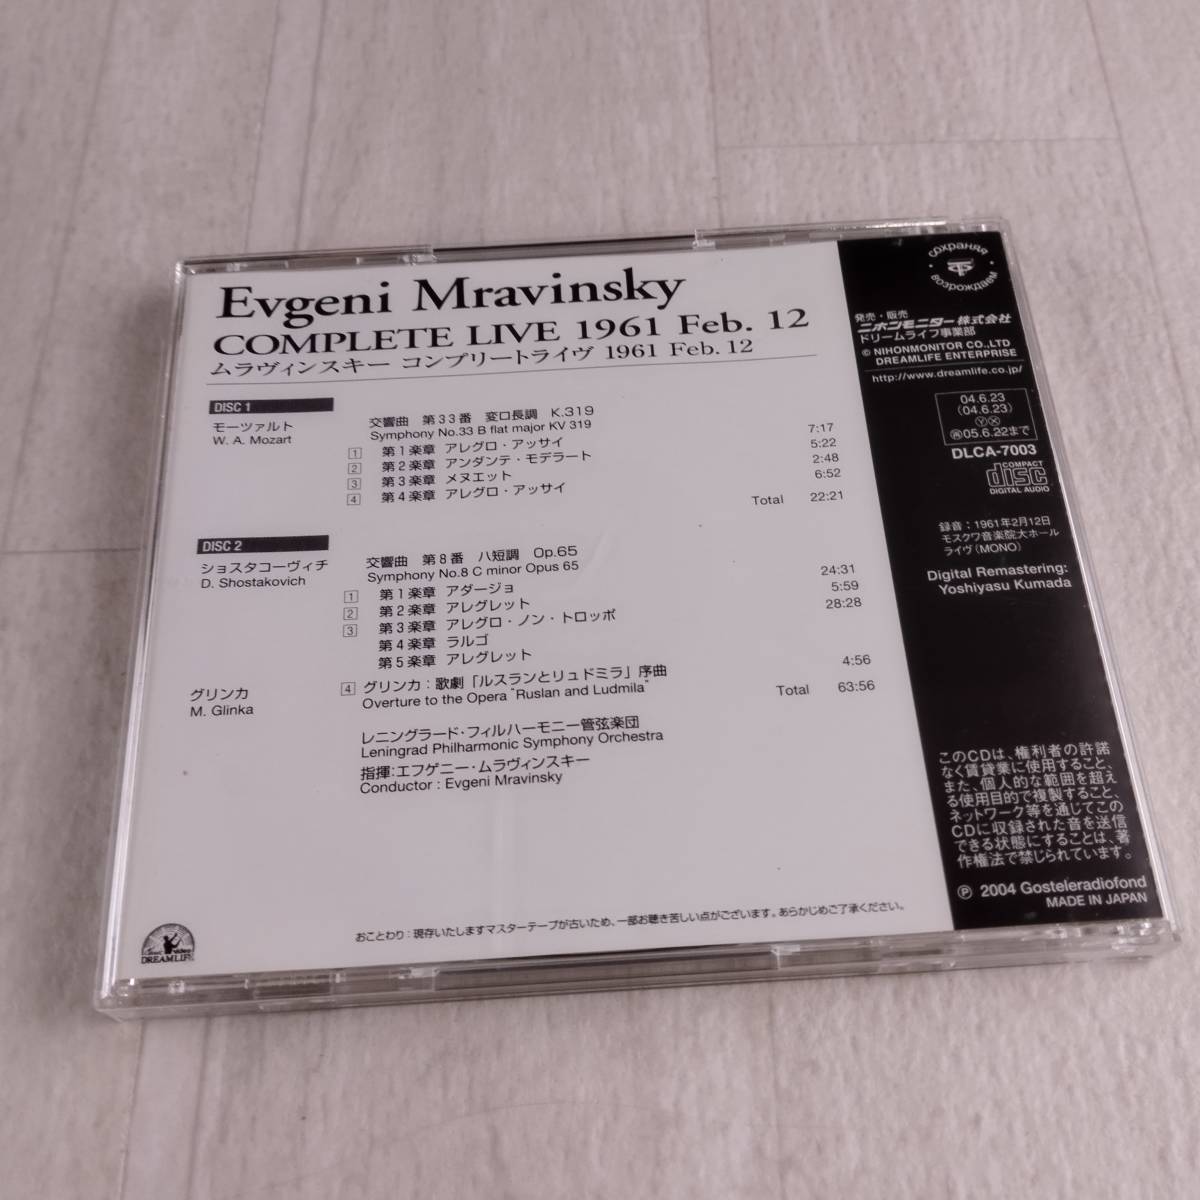 Evgeni Mravinsky
COMPLETE LIVE 1961 Feb. 12
ムラヴィンスキー コンプリートライヴ 1961 Feb. 12
DISC 1
モーツァルト
W. A. Mozart
交響曲 第33番 変ロ長調 K.319
Symphony No.33 B flat major KV 319
1 第1楽章 アレグロ・アッサイ 7:17
2 第2楽章 アンダンテ・モデラート 5:22
3 第3楽章 メヌエット 2:48
4 第4楽章 アレグロ・アッサイ 6:52
Total 22:21
DISC 2
ショスタコーヴィチ
D. Shostakovich
交響曲 第8番 ハ短調 Op.65
Symphony No.8 C minor Opus 65
1 第1楽章 アダージョ 24:31
2 第2楽章 アレグレット 5:59
3 第3楽章 アレグロ・ノン・トロッポ 28:28
第4楽章 ラルゴ
第5楽章 アレグレット
グリンカ
M. Glinka
4 グリンカ：歌劇「ルスランとリュドミラ」序曲 4:56
Overture to the Opera "Ruslan and Ludmila"
Total 63:56
レニングラード・フィルハーモニー管弦楽団
Leningrad Philharmonic Symphony Orchestra
指揮：エフゲニー・ムラヴィンスキー
Conductor : Evgeni Mravinsky
おことわり：現存いたしますマスターテープが古いため、一部お聴き苦しい点がございます。あらかじめご了承ください。
DREAMLIFE
сохраняя
возрождаем
発売・販売
ニホンモニター株式会社
ドリームライフ事業部
© NIHONMONITOR CO.,LTD
DREAMLIFE ENTERPRISE
http://www.dreamlife.co.jp/
04.6.23
(04.6.23)
Ⓨ Ⓧ
㋰05.6.22まで
DLCA-7003
COMPACT
disc
DIGITAL AUDIO
録音：1961年2月12日
モスクワ音楽院大ホール
ライヴ(MONO)
Digital Remastering:
Yoshiyasu Kumada
このCDは、権利者の許諾
なく賃貸業に使用すること、
また、個人的な範囲を超え
る使用目的で複製すること、
ネットワーク等を通じてこの
CDに収録された音を送信
できる状態にすることは、著
作権法で禁じられています。
Ⓟ 2004 Gosteleradiofond
MADE IN JAPAN